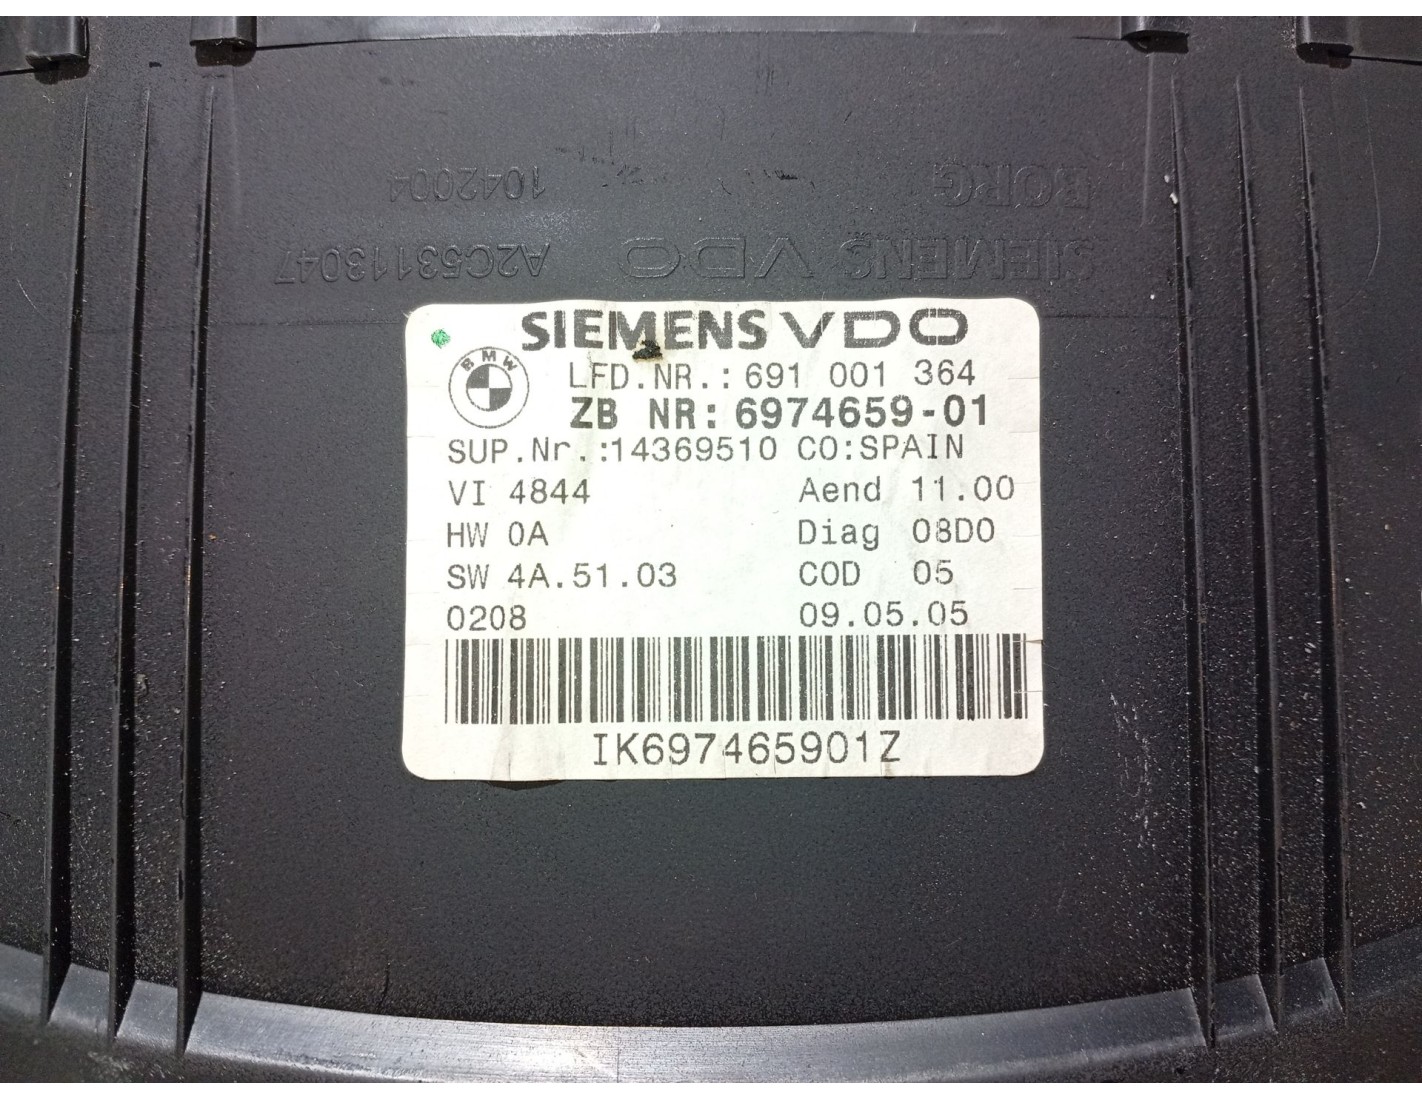 BORG 1042004
SIEMENS VDO A2C53113047
SIEMENS VDO
BMW
LFD.NR.: 691 001 364
ZB NR: 6974659-01
SUP.Nr.:14369510 CO:SPAIN
VI 4844 Aend 11.00
HW 0A Diag 08D0
SW 4A.51.03 COD 05
0208 09.05.05
IK697465901Z